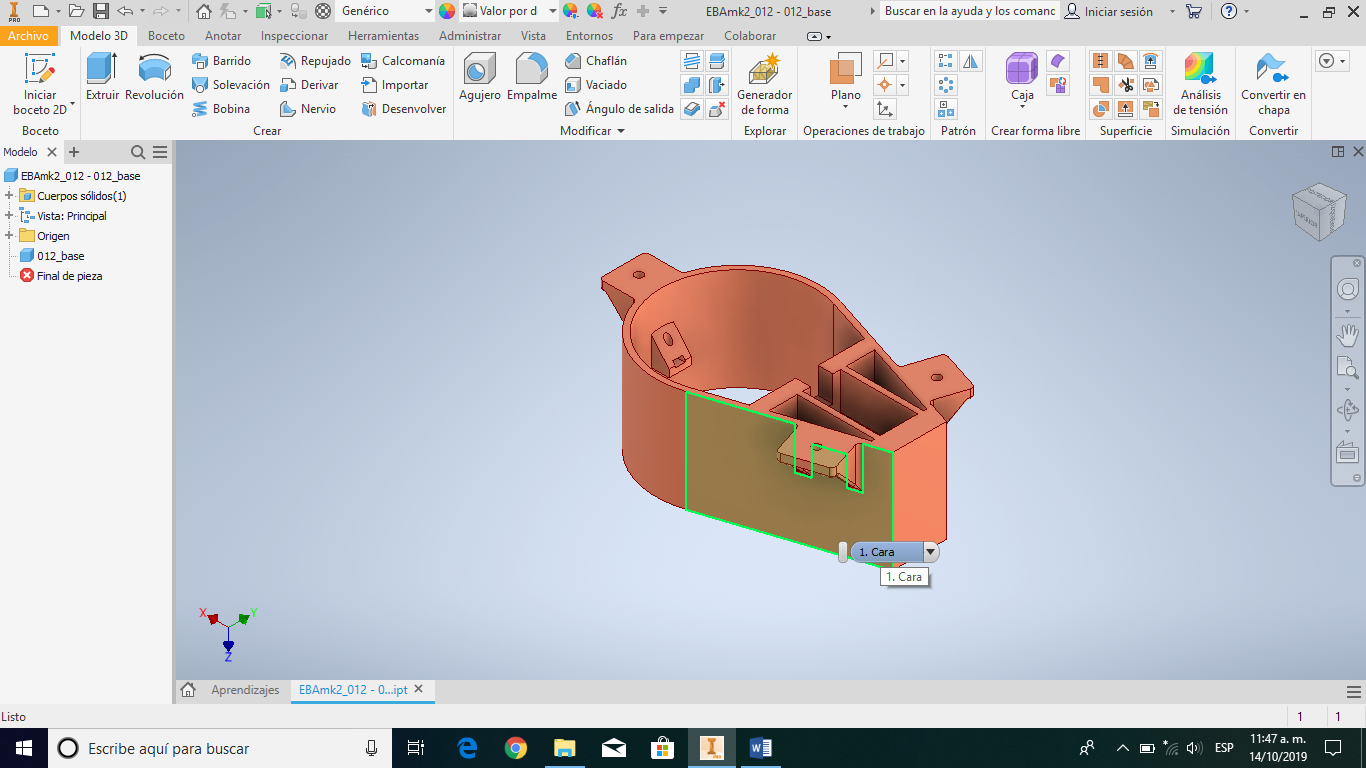 PRO
Genérico
Valor por d
fx
EBAmk2_012 - 012_base
Buscar en la ayuda y los comanc
Iniciar sesión
Archivo
Modelo 3D
Boceto
Anotar
Inspeccionar
Herramientas
Administrar
Vista
Entornos
Para empezar
Colaborar
Iniciar
boceto 2D
Boceto
Extruir
Revolución
Barrido
Solevación
Bobina
Repujado
Derivar
Nervio
Calcomanía
Importar
Desenvolver
Crear
Agujero
Empalme
Chaflán
Vaciado
Ángulo de salida
Modificar
Generador
de forma
Explorar
Plano
Operaciones de trabajo
Patrón
Caja
Crear forma libre
Superficie
Análisis
de tensión
Simulación
Convertir en
chapa
Convertir
Modelo
EBAmk2_012 - 012_base
Cuerpos sólidos(1)
Vista: Principal
Origen
012_base
Final de pieza
1. Cara
1. Cara
X
Y
Z
Aprendizajes
EBAmk2_012 - 0...ipt
Listo
1
1
Escribe aquí para buscar
ESP
11:47 a. m.
14/10/2019